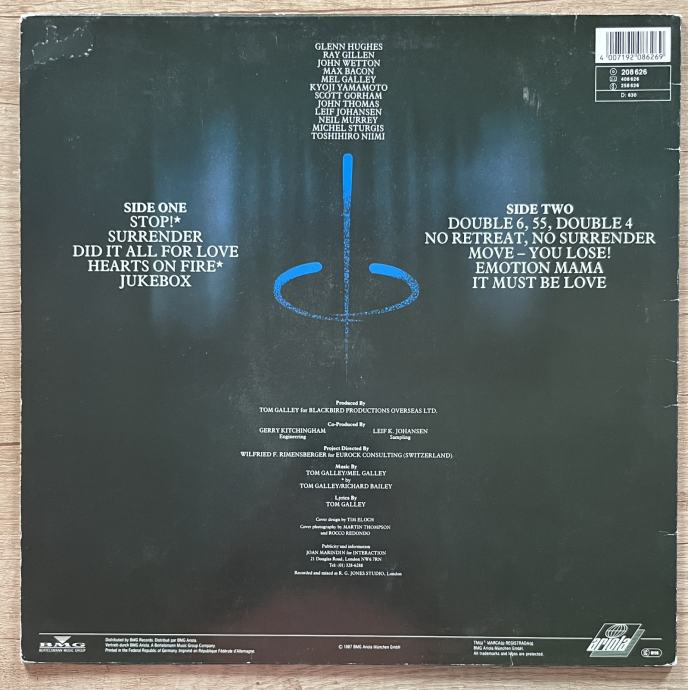 GLENN HUGHES
RAY GILLEN
JOHN WETTON
MAX BACON
MEL GALLEY
KYOJI YAMAMOTO
SCOTT GORHAM
JOHN THOMAS
LEIF JOHANSEN
NEIL MURREY
MICHEL STURGIS
TOSHIHIRO NIIMI
4 007192 086269
208 626
408 626
258 626
D: 630
SIDE ONE
STOP!*
SURRENDER
DID IT ALL FOR LOVE
HEARTS ON FIRE*
JUKEBOX
SIDE TWO
DOUBLE 6, 55, DOUBLE 4
NO RETREAT, NO SURRENDER
MOVE – YOU LOSE!
EMOTION MAMA
IT MUST BE LOVE
Produced By
TOM GALLEY for BLACKBIRD PRODUCTIONS OVERSEAS LTD.
Co-Produced By
GERRY KITCHINGHAM
Engineering
LEIF K. JOHANSEN
Sampling
Project Directed By
WILFRIED F. RIMENSBERGER for EUROCK CONSULTING (SWITZERLAND)
Music By
TOM GALLEY/MEL GALLEY
* by
TOM GALLEY/RICHARD BAILEY
Lyrics By
TOM GALLEY
Cover design by TIM ELOCH
Cover photography by MARTIN THOMPSON
and ROCCO REDONDO
Publicity and information
JOAN MARINDIN for INTERACTION
21 Douglas Road, London NW6 7RN
Tel: (01) 328-6288
Recorded and mixed at R. G. JONES STUDIO, London
BMG
BERTELSMANN MUSIC GROUP
Distributed by BMG Records. Distribué par BMG Ariola.
Vertrieb durch BMG Ariola. A Bertelsmann Music Group Company.
Printed in the Federal Republic of Germany. Imprimé en République Fédérale d'Allemagne.
© 1987 BMG Ariola München GmbH
MARCA(S) REGISTRADA(S)
BMG Ariola München GmbH.
All trademarks and logos are protected.
ariola